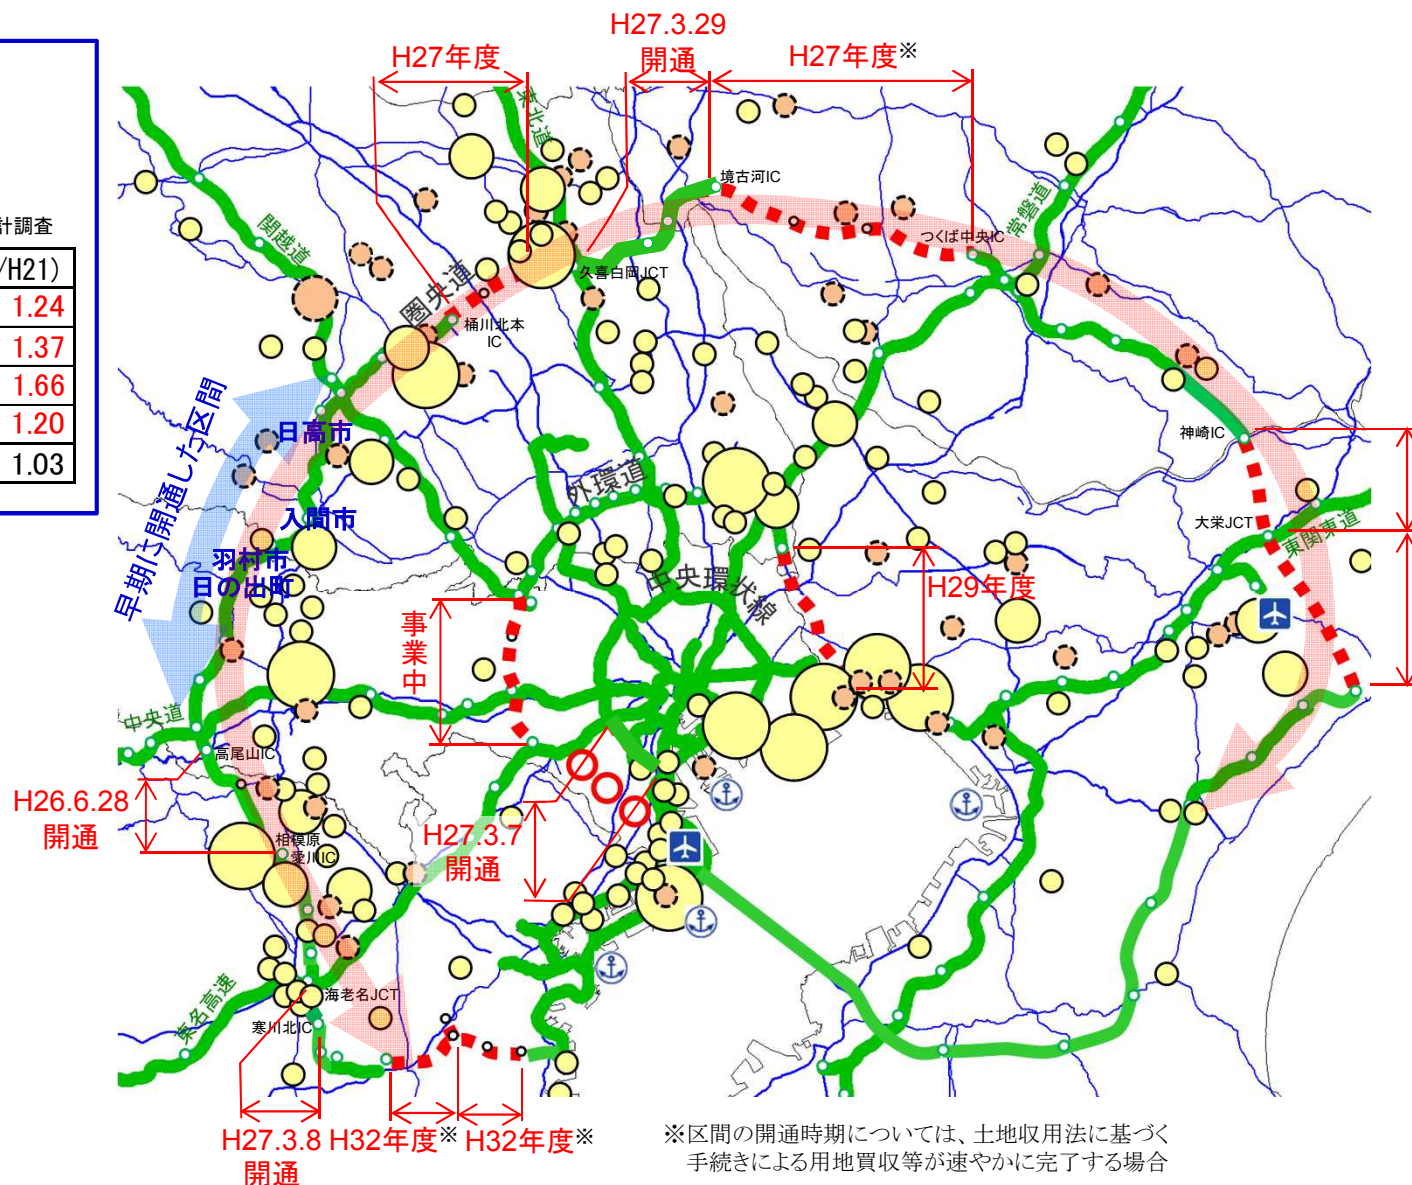 H27.3.29
開通
H27年度
H27年度※
東北道
境古河IC
常磐道
計調査
関越道
つくば中央IC
/H21)
久喜白岡JCT
1.24
圏央道
桶川北本
IC
1.37
1.66
早期に開通した区間
1.20
日高市
神崎IC
1.03
外環道
入間市
大栄JCT
東関東道
羽村市
日の出町
中央環状線
H29年度
事業中
中央道
高尾山IC
H26.6.28
開通
H27.3.7
開通
相模原
愛川IC
東名高速
海老名JCT
寒川北IC
H27.3.8
開通
H32年度※
H32年度※
※区間の開通時期については、土地収用法に基づく
手続きによる用地買収等が速やかに完了する場合